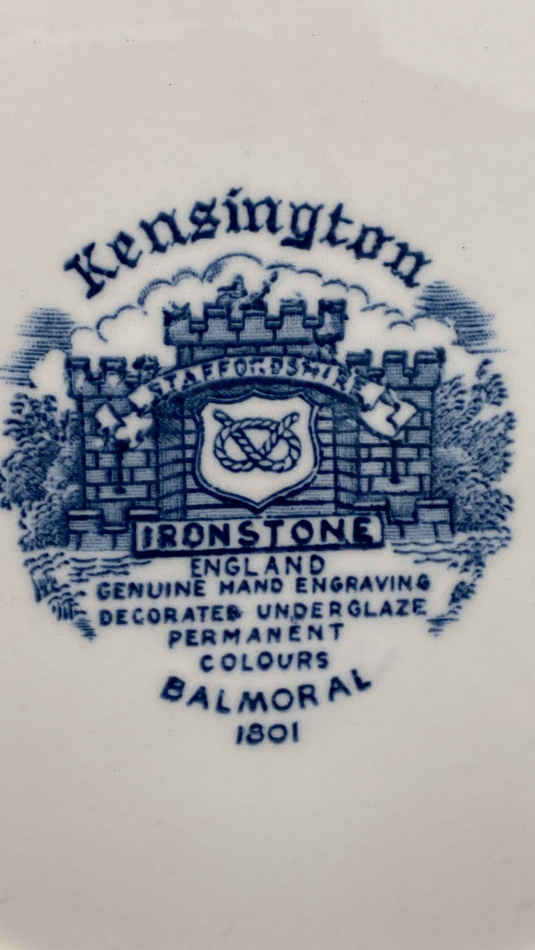 Kensington
STAFFORDSHIRE
IRONSTONE
ENGLAND
GENUINE HAND ENGRAVING
DECORATED UNDERGLAZE
PERMANENT
COLOURS
BALMORAL
1801